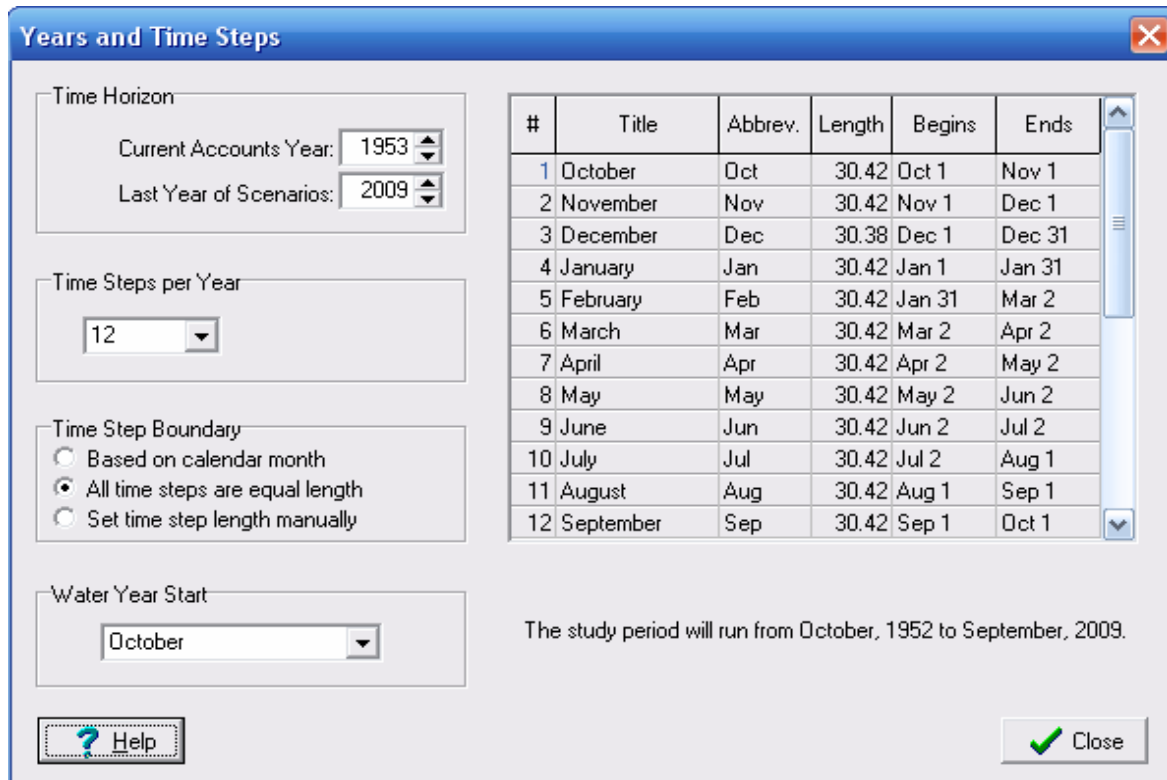 Years and Time Steps
Time Horizon
Current Accounts Year: 1953
Last Year of Scenarios: 2009
Time Steps per Year
12
Time Step Boundary
Based on calendar month
All time steps are equal length
Set time step length manually
Water Year Start
October
Help
# Title Abbrev. Length Begins Ends
1 October Oct 30.42 Oct 1 Nov 1
2 November Nov 30.42 Nov 1 Dec 1
3 December Dec 30.38 Dec 1 Dec 31
4 January Jan 30.42 Jan 1 Jan 31
5 February Feb 30.42 Jan 31 Mar 2
6 March Mar 30.42 Mar 2 Apr 2
7 April Apr 30.42 Apr 2 May 2
8 May May 30.42 May 2 Jun 2
9 June Jun 30.42 Jun 2 Jul 2
10 July Jul 30.42 Jul 2 Aug 1
11 August Aug 30.42 Aug 1 Sep 1
12 September Sep 30.42 Sep 1 Oct 1
The study period will run from October, 1952 to September, 2009.
Close